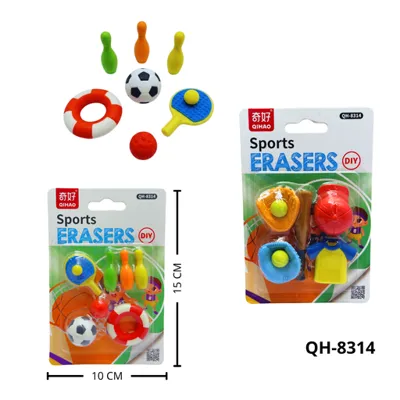 奇好
QIHAO
QH-8314
Sports
ERASERS
DIY
奇好
QIHAO
QH-8314
Sports
ERASERS
DIY
15 CM
10 CM
QH-8314